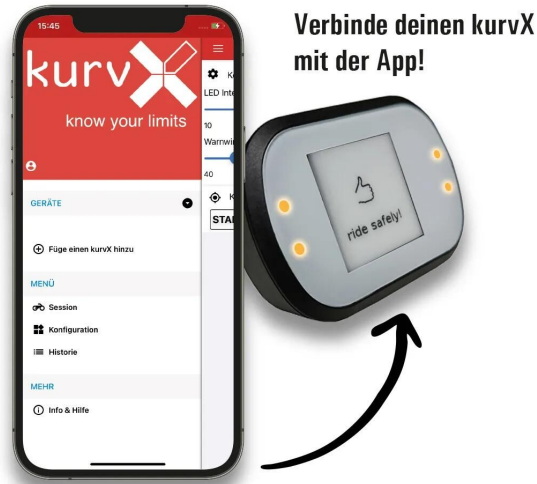 Verbinde deinen kurvX
mit der App!
15:45
kurvX
know your limits
GERÄTE
Füge einen kurvX hinzu
MENÜ
Session
Konfiguration
Historie
MEHR
Info & Hilfe
LED Inte
10
Warnwi
40
K
STA
ride safely!